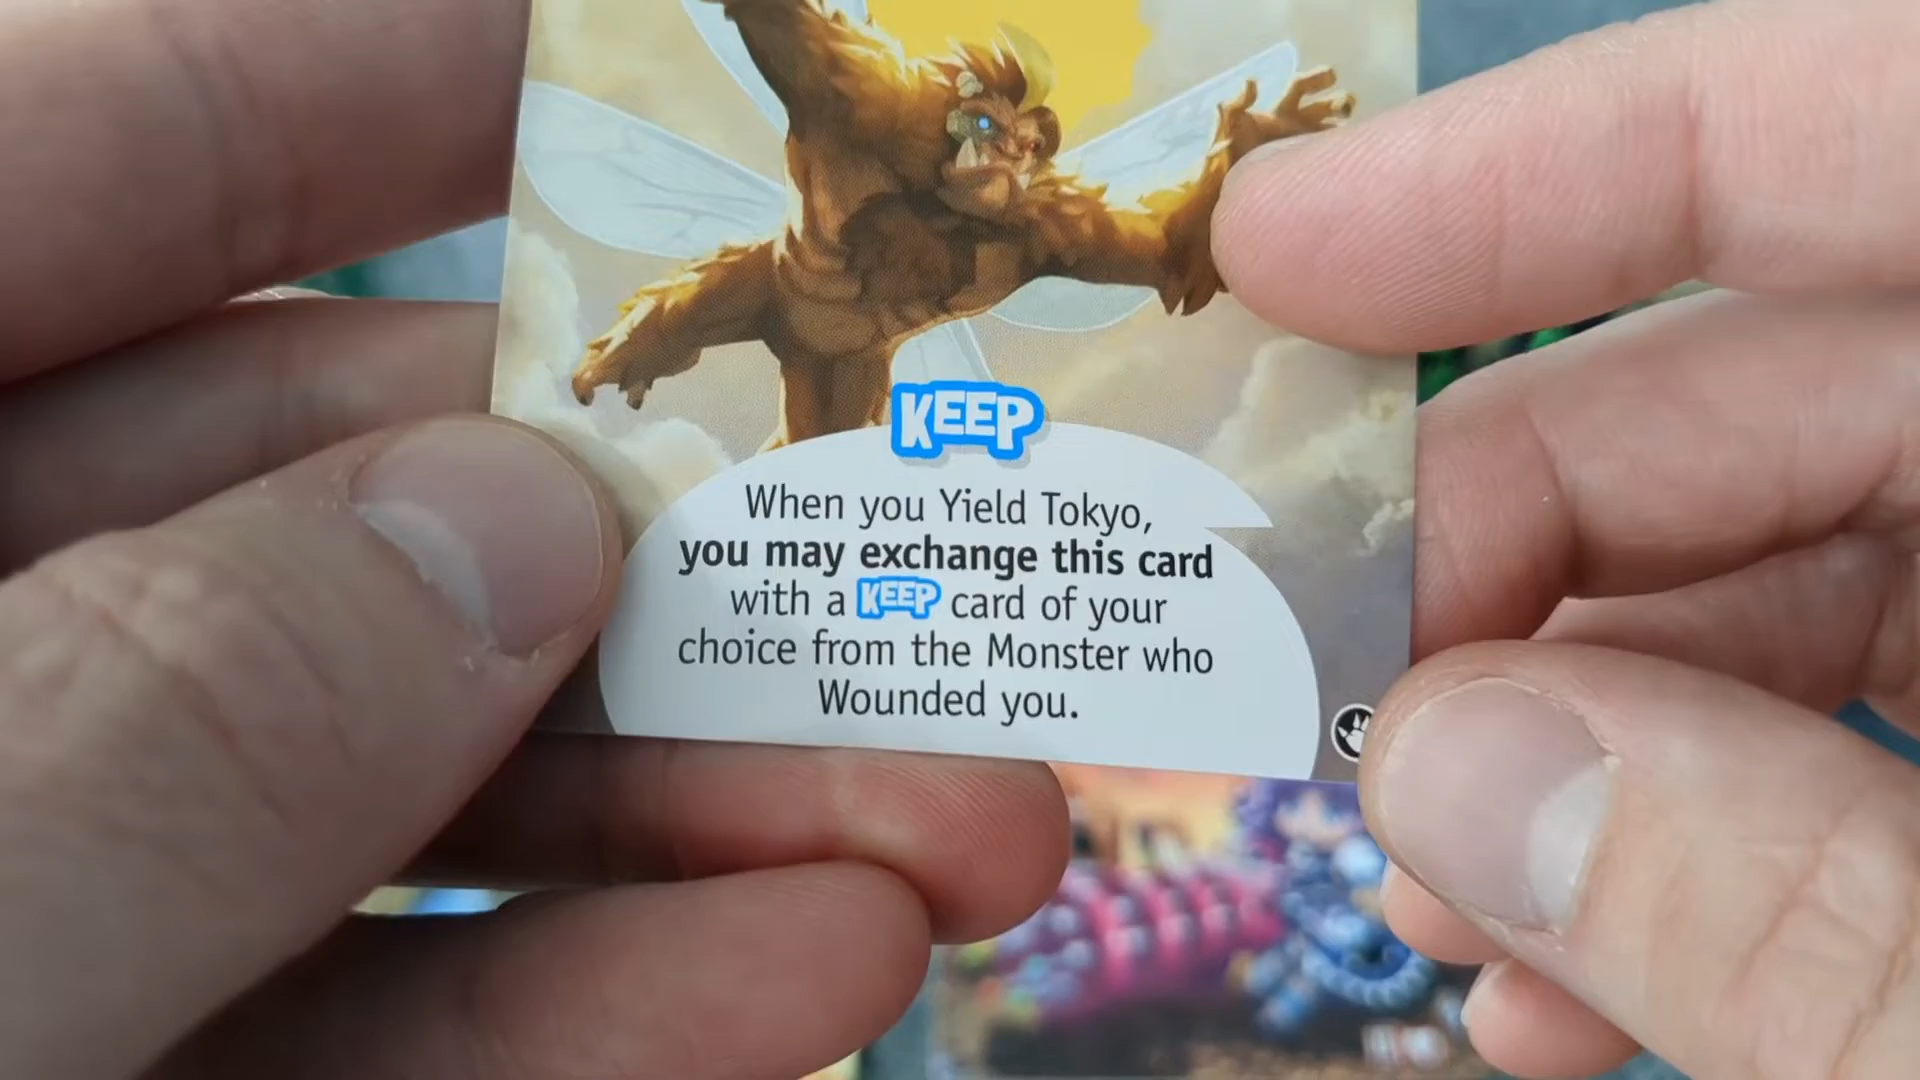 KEEP
When you Yield Tokyo,
you may exchange this card
with a KEEP card of your
choice from the Monster who
Wounded you.